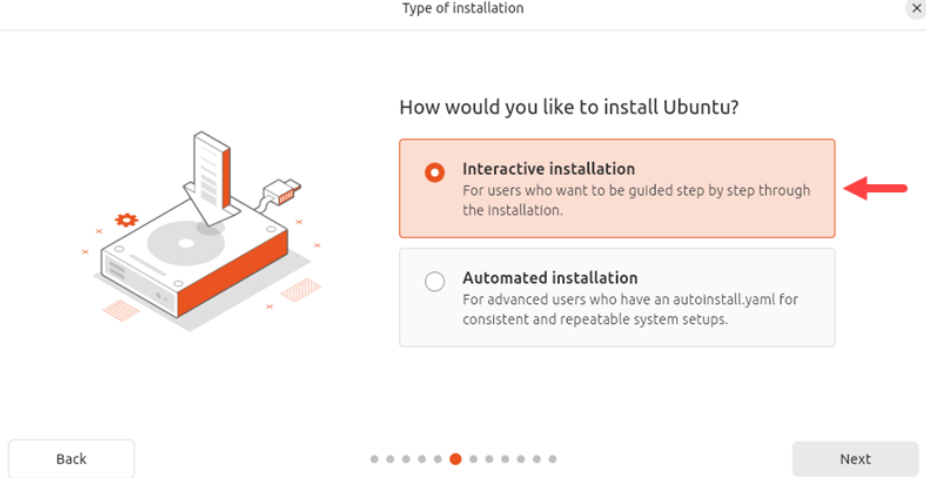 Type of installation
How would you like to install Ubuntu?
Interactive installation
For users who want to be guided step by step through
the installation.
Automated installation
For advanced users who have an autoinstall.yaml for
consistent and repeatable system setups.
Back
Next